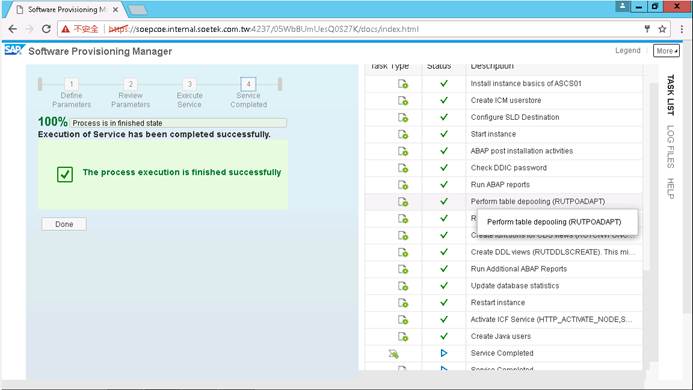 Software Provisioning M
不安全
https://soepcoe.internal.soetek.com.tw:4237/05WbBUmUesQ0S27K/docs/index.html
SAP
Software Provisioning Manager
Legend
More
1
Define
Parameters
2
Review
Parameters
3
Execute
Service
4
Service
Completed
100%
Process is in finished state
Execution of Service has been completed successfully.
The process execution is finished successfully
Done
Task Type
Status
Description
Install instance basics of ASCS01
Create ICM userstore
Configure SLD Destination
Start instance
ABAP post installation activities
Check DDIC password
Run ABAP reports
Perform table depooling (RUTPOADAPT)
Perform table depooling (RUTPOADAPT)
Create DDL views (RUTDDLSCREATE). This mi...
Run Additional ABAP Reports
Update database statistics
Restart instance
Activate ICF Service (HTTP_ACTIVATE_NODE,S...
Create Java users
Service Completed
Service Completed
TASK LIST
LOG FILES
HELP